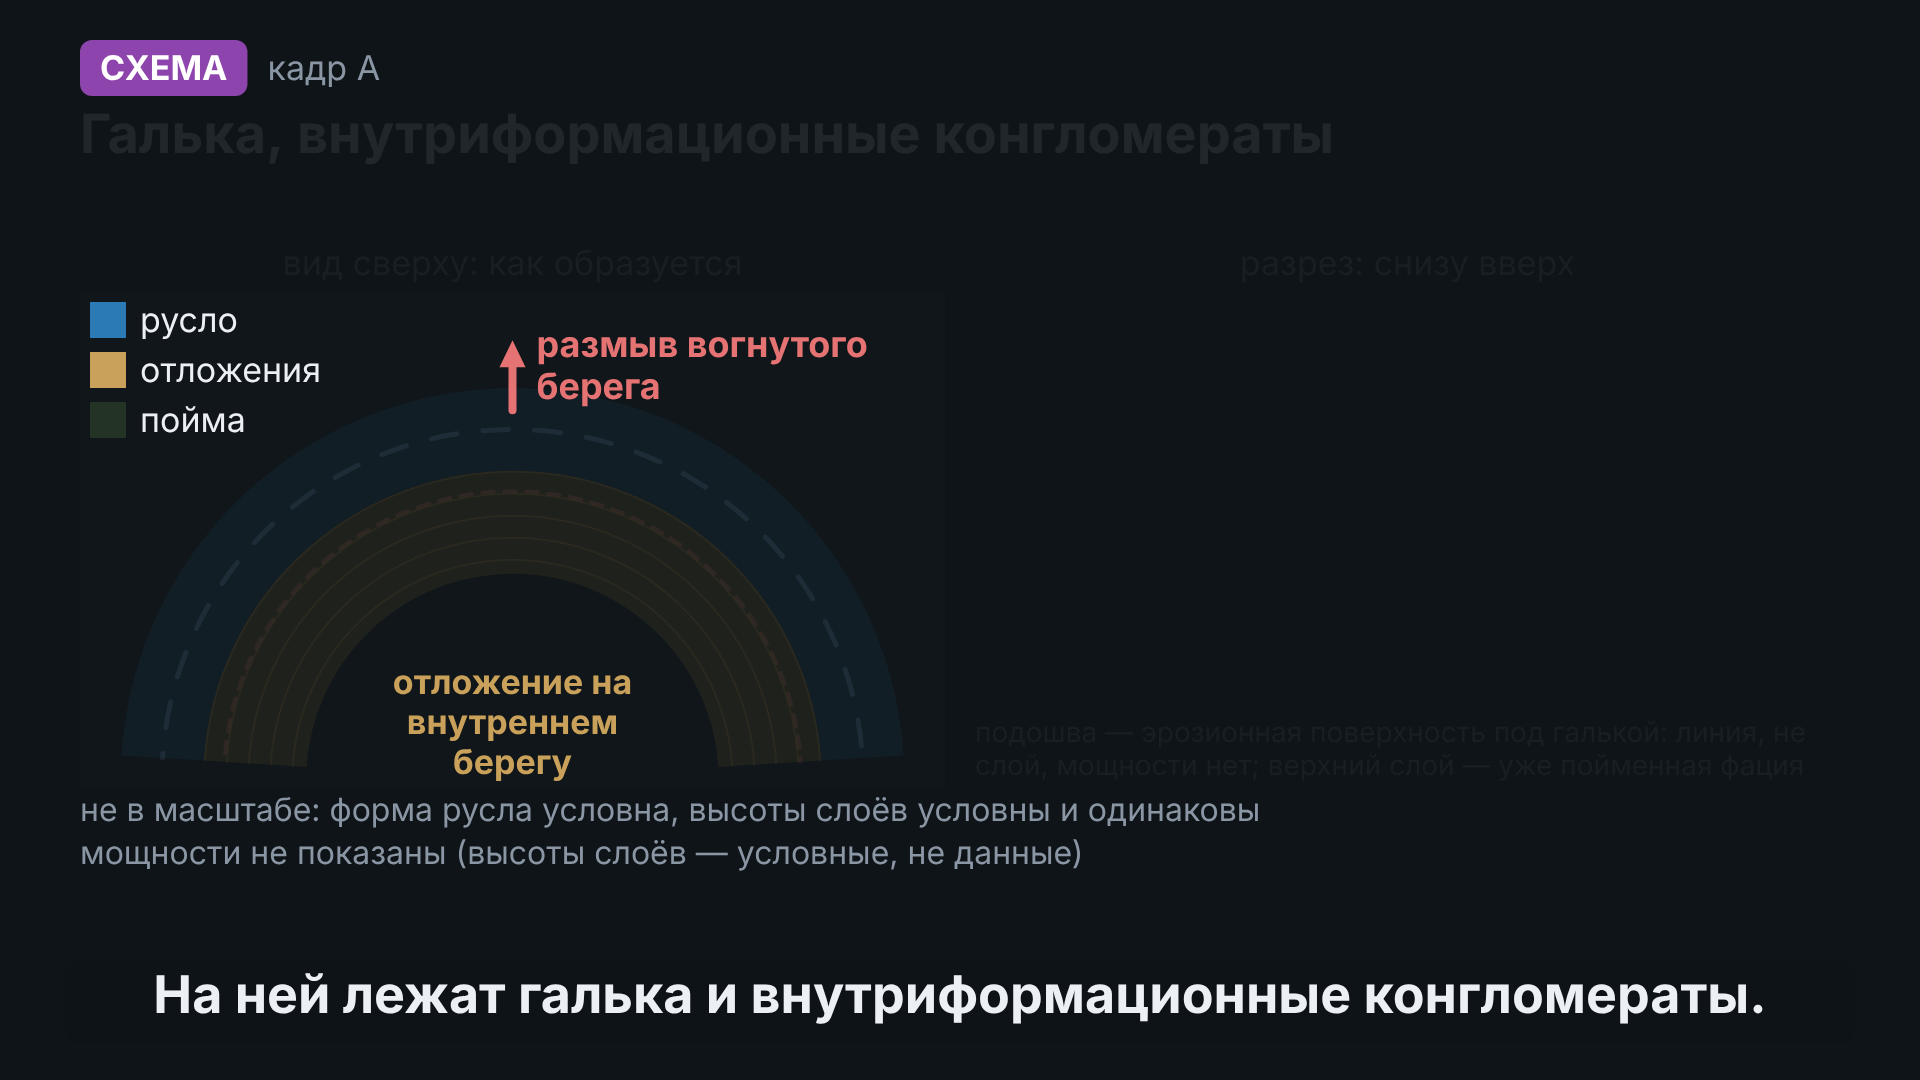 СХЕМА кадр А
Галька, внутриформационные конгломераты
вид сверху: как образуется
разрез: снизу вверх
русло
отложения
пойма
размыв вогнутого
берега
отложение на
внутреннем
берегу
подошва — эрозионная поверхность под галькой: линия, не
слой, мощности нет; верхний слой — уже пойменная фация
не в масштабе: форма русла условна, высоты слоёв условны и одинаковы
мощности не показаны (высоты слоёв — условные, не данные)
На ней лежат галька и внутриформационные конгломераты.